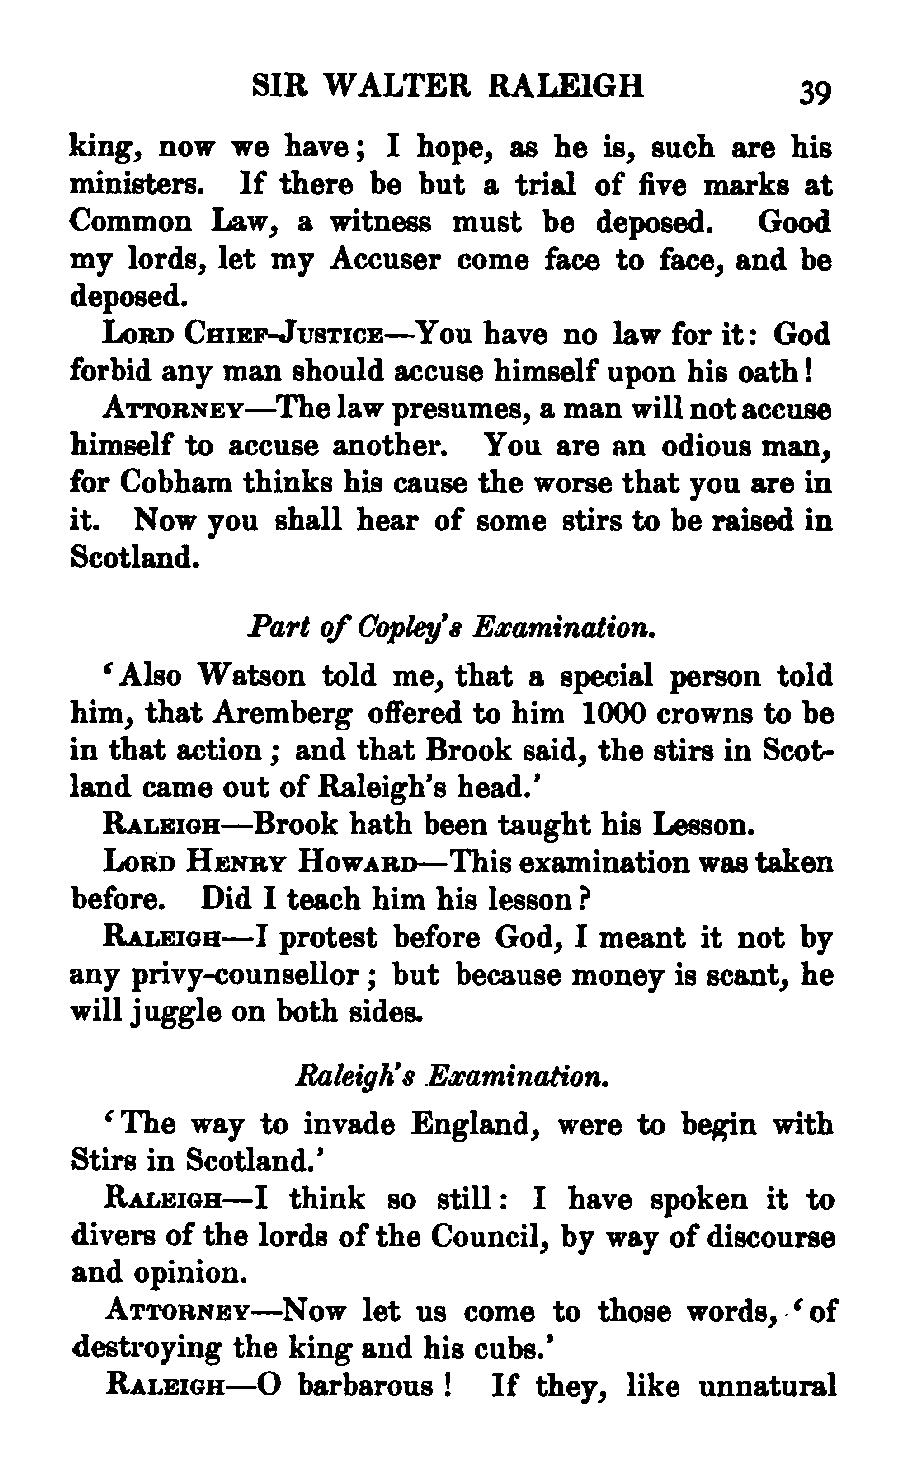 SIR WALTER RALEIGH 39
king, now we have; I hope, as he is, such are his
ministers. If there be but a trial of five marks at
Common Law, a witness must be deposed. Good
my lords, let my Accuser come face to face, and be
deposed.
LORD CHIEF-JUSTICE—You have no law for it: God
forbid any man should accuse himself upon his oath!
ATTORNEY—The law presumes, a man will not accuse
himself to accuse another. You are an odious man,
for Cobham thinks his cause the worse that you are in
it. Now you shall hear of some stirs to be raised in
Scotland.
Part of Copley's Examination.
'Also Watson told me, that a special person told
him, that Aremberg offered to him 1000 crowns to be
in that action; and that Brook said, the stirs in Scot-
land came out of Raleigh's head.'
RALEIGH—Brook hath been taught his Lesson.
LORD HENRY HOWARD—This examination was taken
before. Did I teach him his lesson?
RALEIGH—I protest before God, I meant it not by
any privy-counsellor; but because money is scant, he
will juggle on both sides.
Raleigh's Examination.
'The way to invade England, were to begin with
Stirs in Scotland.'
RALEIGH—I think so still: I have spoken it to
divers of the lords of the Council, by way of discourse
and opinion.
ATTORNEY—Now let us come to those words, 'of
destroying the king and his cubs.'
RALEIGH—O barbarous! If they, like unnatural